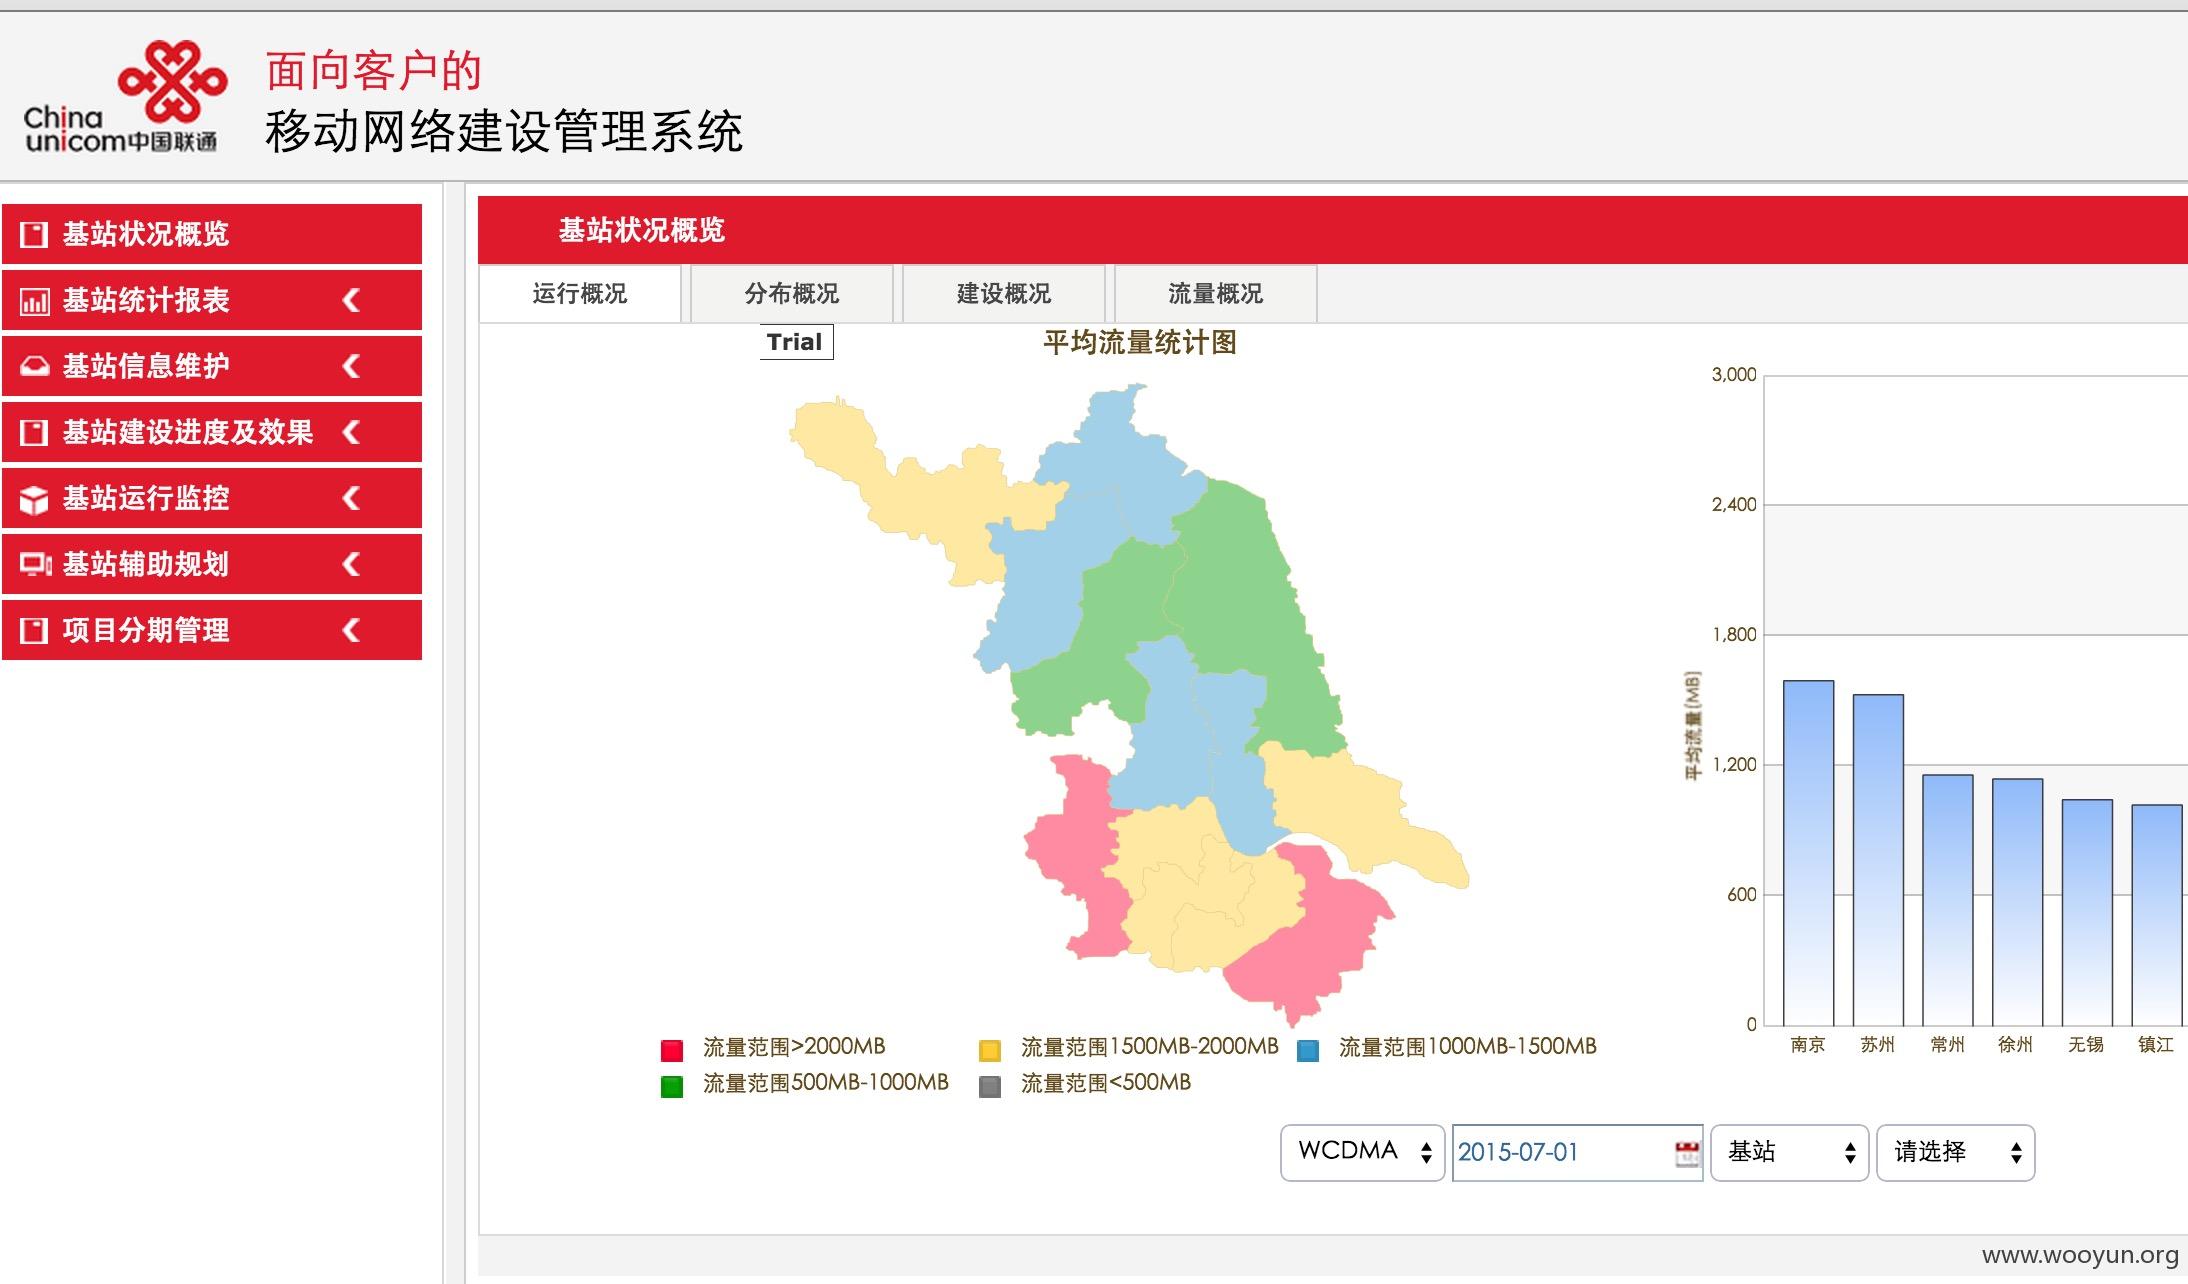 面向客户的
China
unicom中国联通
移动网络建设管理系统
基站状况概览
基站统计报表
基站信息维护
基站建设进度及效果
基站运行监控
基站辅助规划
项目分期管理
基站状况概览
运行概况
分布概况
建设概况
流量概况
Trial
平均流量统计图
3,000
2,400
1,800
1,200
600
0
平均流量(MB)
南京
苏州
常州
徐州
无锡
镇江
流量范围>2000MB
流量范围1500MB-2000MB
流量范围1000MB-1500MB
流量范围500MB-1000MB
流量范围<500MB
WCDMA
2015-07-01
基站
请选择
www.wooyun.org